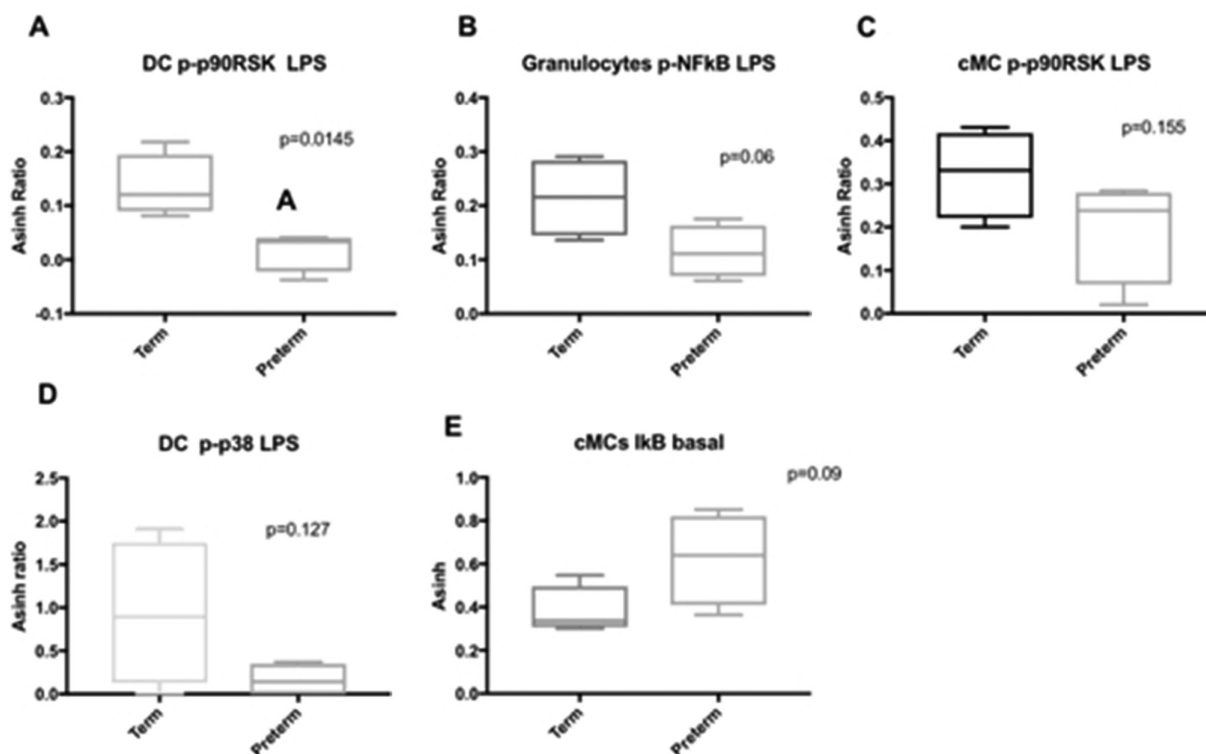 A
DC p-p90RSK LPS
Asinh Ratio
0.3
0.2
0.1
0.0
-0.1
p=0.0145
A
Term
Preterm
B
Granulocytes p-NFkB LPS
Asinh Ratio
0.4
0.3
0.2
0.1
0.0
p=0.06
Term
Preterm
C
cMC p-p90RSK LPS
Asinh Ratio
0.5
0.4
0.3
0.2
0.1
0.0
p=0.155
Term
Preterm
D
DC p-p38 LPS
Asinh ratio
2.5
2.0
1.5
1.0
0.5
0.0
p=0.127
Term
Preterm
E
cMCs IkB basal
Asinh
1.0
0.8
0.6
0.4
0.2
0.0
p=0.09
Term
Preterm